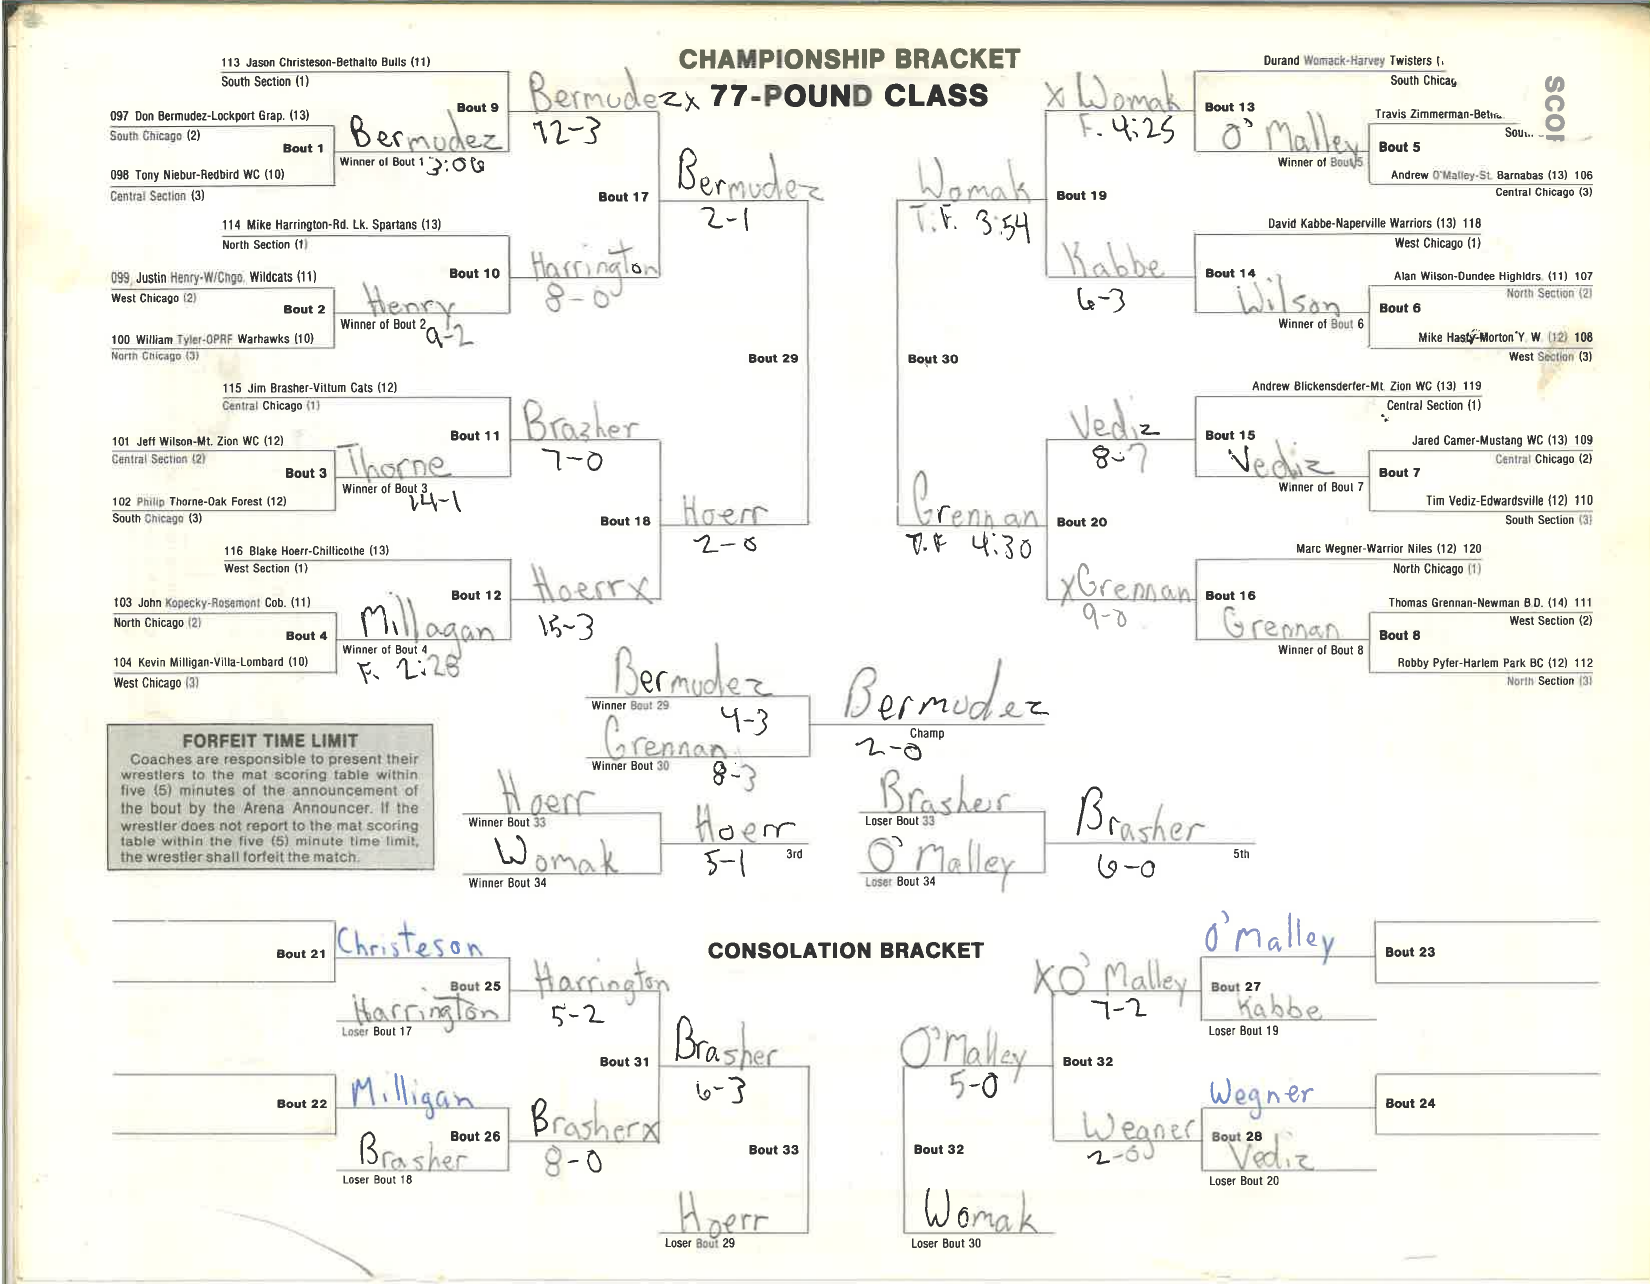 CHAMPIONSHIP BRACKET
77-POUND CLASS
113 Jason Christeson-Bethalto Bulls (11)
South Section (1)
Bout 9
097 Don Bermudez-Lockport Grap. (13)
South Chicago (2)
Bout 1
Bermudez
Winner of Bout 1 3:06
098 Tony Niebur-Redbird WC (10)
Central Section (3)
Bermudez x
12-3
Bout 17
114 Mike Harrington-Rd. Lk. Spartans (13)
North Section (1)
Bout 10
Harrington
8-0
099 Justin Henry-W/Chgo. Wildcats (11)
West Chicago (2)
Bout 2
Henry
Winner of Bout 2
9-2
100 William Tyler-OPRF Warhawks (10)
North Chicago (3)
Bermudez
2-1
Bout 29
115 Jim Brasher-Vittum Cats (12)
Central Chicago (1)
Bout 11
Brasher
7-0
101 Jeff Wilson-Mt. Zion WC (12)
Central Section (2)
Bout 3
Thorne
Winner of Bout 3
14-1
102 Philip Thorne-Oak Forest (12)
South Chicago (3)
Bout 18
Hoerr
2-0
116 Blake Hoerr-Chillicothe (13)
West Section (1)
Bout 12
Hoerr x
15-3
103 John Kopecky-Rosemont Cob. (11)
North Chicago (2)
Bout 4
Millagan
Winner of Bout 4
F. 2:28
104 Kevin Milligan-Villa-Lombard (10)
West Chicago (3)
Durand Womack-Harvey Twisters
South
SCO
x Womak
F. 4:25
Bout 13
O'Malley
Winner of Bout 5
Travis Zimmerman
Bout 5
Andrew O'Malley-St. Barnabas (13) 106
Central Chicago (3)
Womak
T.F. 3:54
Bout 19
David Kabbe-Naperville Warriors (13) 118
West Chicago (1)
Kabbe
6-3
Bout 14
Wilson
Winner of Bout 6
Alan Wilson-Dundee Highldrs. (11) 107
North Section (2)
Bout 6
Mike Hasty-Morton Y. W. (12) 108
West Section (3)
Bout 30
Andrew Blickensderfer-Mt. Zion WC (13) 119
Central Section (1)
Vediz
8-7
Bout 15
Vediz
Winner of Bout 7
Jared Camer-Mustang WC (13) 109
Central Chicago (2)
Bout 7
Tim Vediz-Edwardsville (12) 110
South Section (3)
Grennan
T.F 4:30
Bout 20
Marc Wegner-Warrior Niles (12) 120
North Chicago (1)
x Grennan
9-0
Bout 16
Grennan
Winner of Bout 8
Thomas Grennan-Newman B.D. (14) 111
West Section (2)
Bout 8
Robby Pyfer-Harlem Park BC (12) 112
North Section (3)
Bermudez
Winner Bout 29
4-3
Grennan
Winner Bout 30
8-3
Bermudez
Champ
2-0
FORFEIT TIME LIMIT
Coaches are responsible to present their
wrestlers to the mat scoring table within
five (5) minutes of the announcement of
the bout by the Arena Announcer. If the
wrestler does not report to the mat scoring
table within the five (5) minute time limit,
the wrestler shall forfeit the match.
Hoerr
Winner Bout 33
Womak
Winner Bout 34
Hoerr
5-1
3rd
Brasher
Loser Bout 33
O'Malley
Loser Bout 34
Brasher
6-0
5th
CONSOLATION BRACKET
Bout 21
Christeson
Bout 25
Harrington
Loser Bout 17
Harrington
5-2
Bout 31
Bout 22
Milligan
Bout 26
Brasher
Loser Bout 18
Brasher x
8-0
Brasher
6-3
Bout 33
Hoerr
Loser Bout 29
O'Malley
Bout 23
XO'Malley
7-2
Bout 27
Kabbe
Loser Bout 19
O'Malley
5-0
Bout 32
Wegner
Bout 24
Wegner
2-0
Bout 28
Vediz
Loser Bout 20
Bout 32
Womak
Loser Bout 30